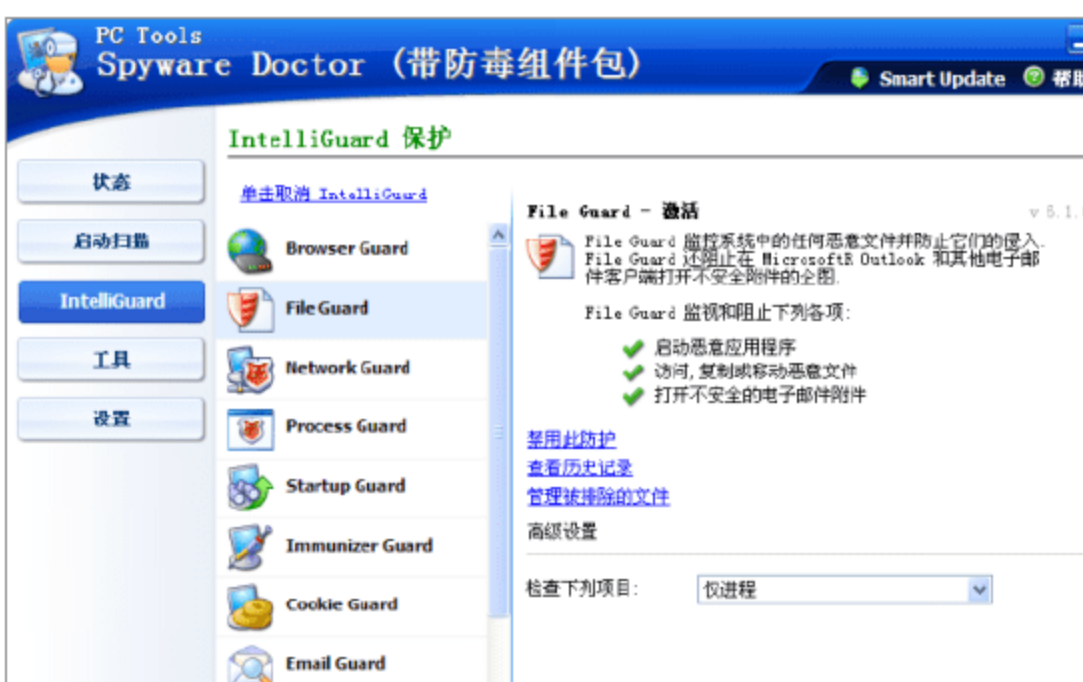 PC Tools
Spyware Doctor (带防毒组件包)
Smart Update
IntelliGuard 保护
状态
启动扫描
IntelliGuard
工具
设置
单击取消 IntelliGuard
Browser Guard
File Guard
Network Guard
Process Guard
Startup Guard
Immunizer Guard
Cookie Guard
Email Guard
File Guard - 激活
File Guard 监控系统中的任何恶意文件并防止它们的侵入.
File Guard 还阻止在 MicrosoftR Outlook 和其他电子邮
件客户端打开不安全附件的企图.
File Guard 监视和阻止下列各项:
启动恶意应用程序
访问, 复制或移动恶意文件
打开不安全的电子邮件附件
禁用此防护
查看历史记录
管理被排除的文件
高级设置
检查下列项目: 仅进程